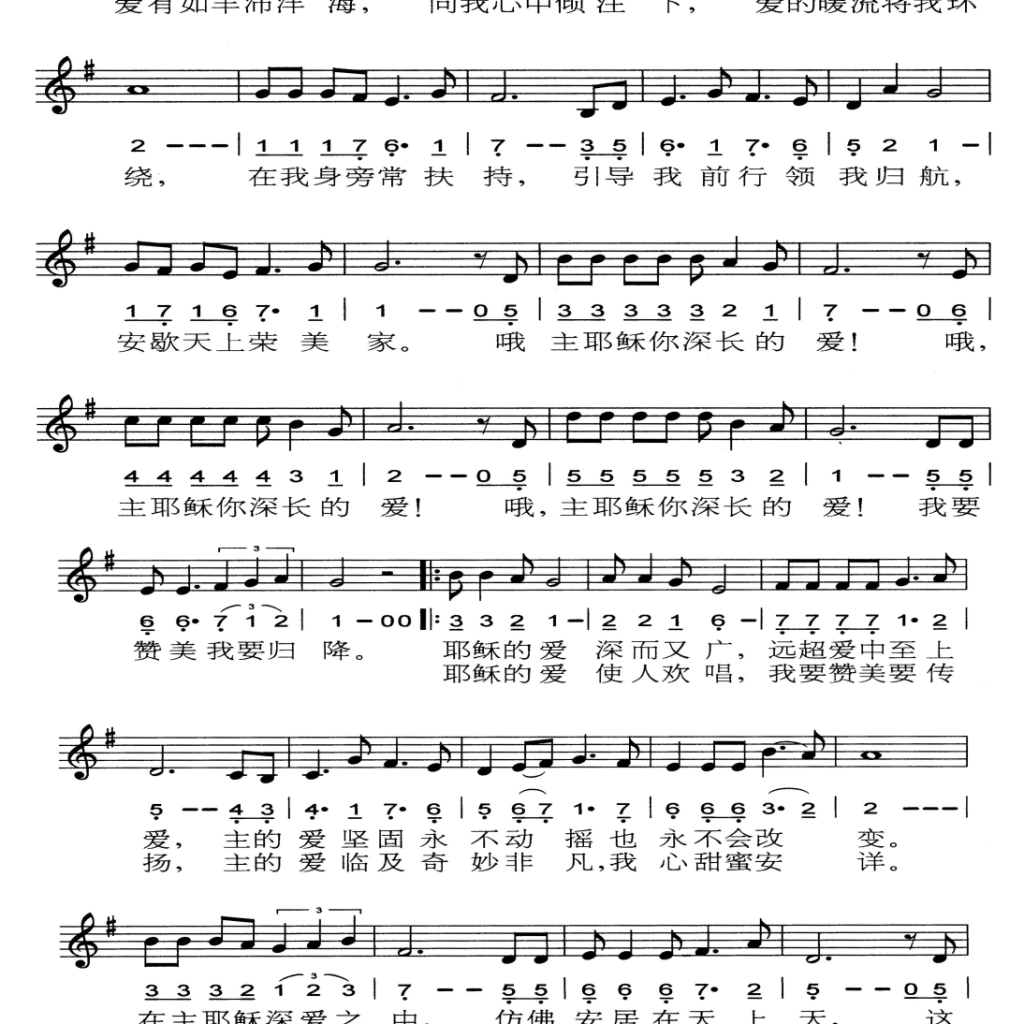 爱有如丰沛洋海，向我心中倾注下，爱的暖流将我环
2 - - - | 1 1 1 7 6· 1 | 7 - - 3 5 | 6· 1 7· 6 | 5 2 1 - |
绕，在我身旁常扶持，引导我前行领我归航，
1 7 1 6 7· 1 | 1 - - 0 5 | 3 3 3 3 3 2 1 | 7 - - 0 6 |
安歇天上荣美家。哦主耶稣你深长的爱！哦，
4 4 4 4 4 3 1 | 2 - - 0 5 | 5 5 5 5 5 3 2 | 1 - - 5 5 |
主耶稣你深长的爱！哦，主耶稣你深长的爱！我要
3
3
6 6· 7 1 2 | 1 - 0 0 ‖: 3 3 2 1 - | 2 2 1 6 - | 7 7 7 7 1· 2 |
赞美我要归降。耶稣的爱深而又广，远超爱中至上
耶稣的爱使人欢唱，我要赞美要传
5 - - 4 3 | 4· 1 7· 6 | 5 6 7 1· 7 | 6 6 6 3· 2 | 2 - - - |
爱，主的爱坚固永不动摇也永不会改变。
扬，主的爱临及奇妙非凡，我心甜蜜安详。
3
3
3 3 3 2 1 2 3 | 7 - - 5 5 | 6 6 6 7· 2 | 5 - - 0 5 |
在主耶稣深爱之中，仿佛安居在天上天，这